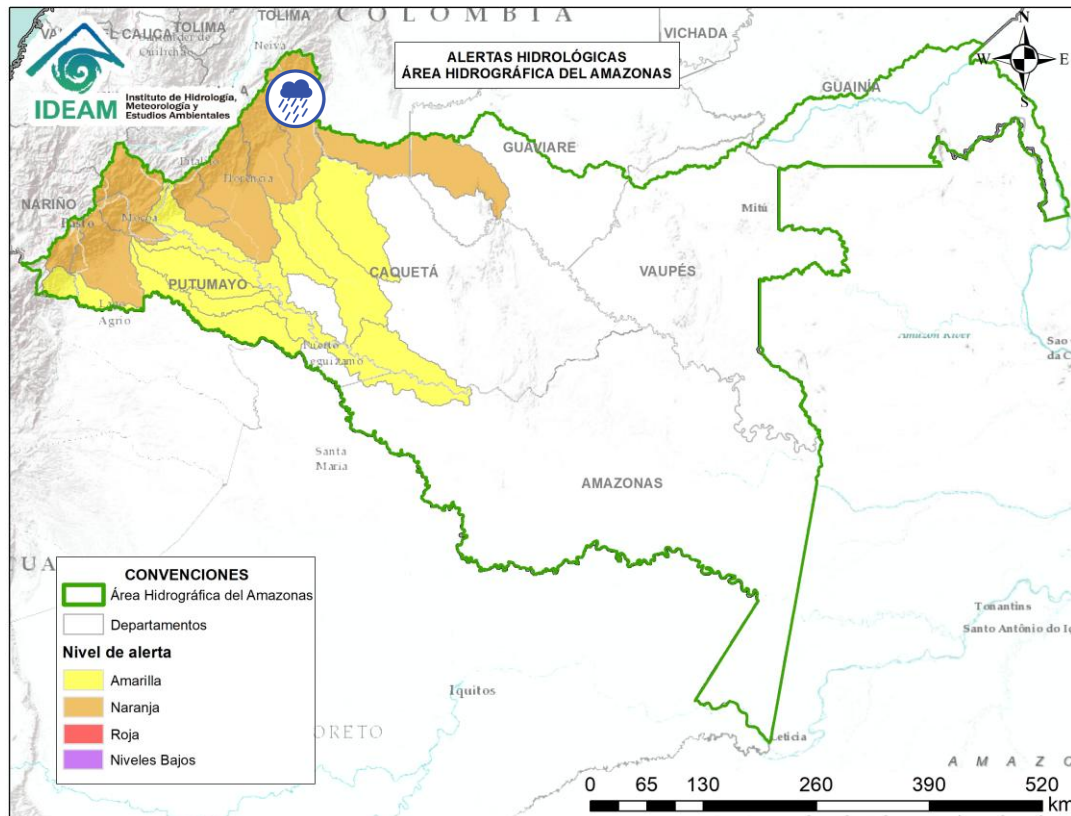 COLOMBIA
TOLIMA
TOLIMA
CAUCA
Neiva
VICHADA
ALERTAS HIDROLÓGICAS
ÁREA HIDROGRÁFICA DEL AMAZONAS
N
W
E
S
IDEAM
Instituto de Hidrología,
Meteorología y
Estudios Ambientales
GUAINÍA
GUAVIARE
Florencia
NARIÑO
Pasto
Mocoa
Mitú
CAQUETÁ
VAUPÉS
PUTUMAYO
Agrio
Puerto
Amazon River
Santa
Maria
AMAZONAS
CONVENCIONES
Área Hidrográfica del Amazonas
Departamentos
Nivel de alerta
Amarilla
Naranja
Roja
Niveles Bajos
Tonantins
Santo Antônio do
Iquitos
Leticia
0 65 130 260 390 520
km